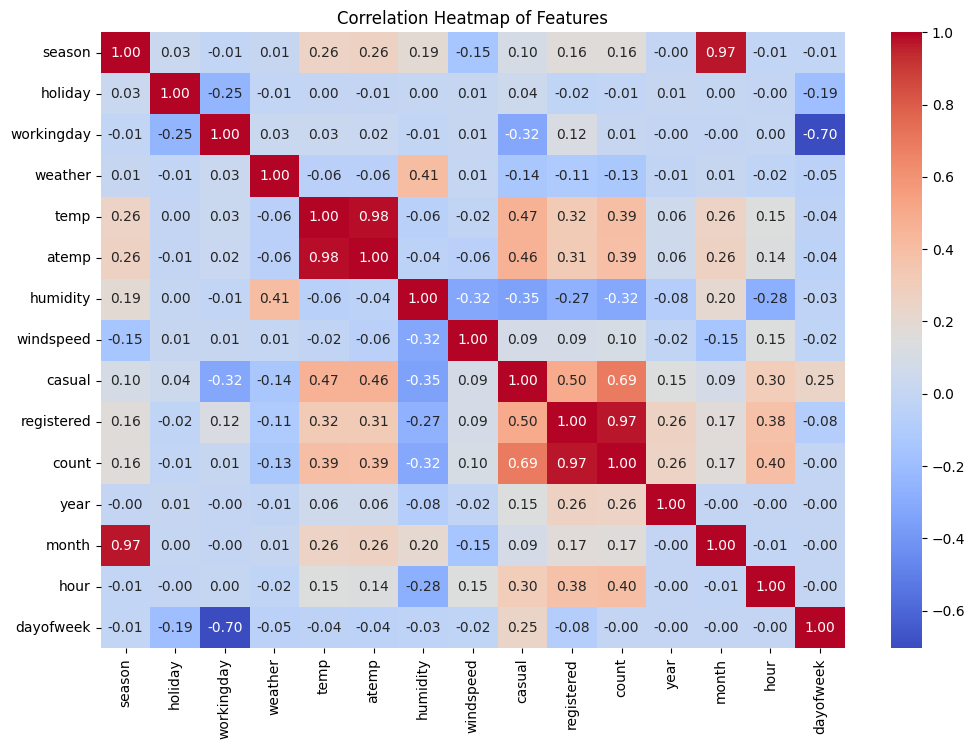 Correlation Heatmap of Features
season 1.00 0.03 -0.01 0.01 0.26 0.26 0.19 -0.15 0.10 0.16 0.16 -0.00 0.97 -0.01 -0.01
holiday 0.03 1.00 -0.25 -0.01 0.00 -0.01 0.00 0.01 0.04 -0.02 -0.01 0.01 0.00 -0.00 -0.19
workingday -0.01 -0.25 1.00 0.03 0.03 0.02 -0.01 0.01 -0.32 0.12 0.01 -0.00 -0.00 0.00 -0.70
weather 0.01 -0.01 0.03 1.00 -0.06 -0.06 0.41 0.01 -0.14 -0.11 -0.13 -0.01 0.01 -0.02 -0.05
temp 0.26 0.00 0.03 -0.06 1.00 0.98 -0.06 -0.02 0.47 0.32 0.39 0.06 0.26 0.15 -0.04
atemp 0.26 -0.01 0.02 -0.06 0.98 1.00 -0.04 -0.06 0.46 0.31 0.39 0.06 0.26 0.14 -0.04
humidity 0.19 0.00 -0.01 0.41 -0.06 -0.04 1.00 -0.32 -0.35 -0.27 -0.32 -0.08 0.20 -0.28 -0.03
windspeed -0.15 0.01 0.01 0.01 -0.02 -0.06 -0.32 1.00 0.09 0.09 0.10 -0.02 -0.15 0.15 -0.02
casual 0.10 0.04 -0.32 -0.14 0.47 0.46 -0.35 0.09 1.00 0.50 0.69 0.15 0.09 0.30 0.25
registered 0.16 -0.02 0.12 -0.11 0.32 0.31 -0.27 0.09 0.50 1.00 0.97 0.26 0.17 0.38 -0.08
count 0.16 -0.01 0.01 -0.13 0.39 0.39 -0.32 0.10 0.69 0.97 1.00 0.26 0.17 0.40 -0.00
year -0.00 0.01 -0.00 -0.01 0.06 0.06 -0.08 -0.02 0.15 0.26 0.26 1.00 -0.00 -0.00 -0.00
month 0.97 0.00 -0.00 0.01 0.26 0.26 0.20 -0.15 0.09 0.17 0.17 -0.00 1.00 -0.01 -0.00
hour -0.01 -0.00 0.00 -0.02 0.15 0.14 -0.28 0.15 0.30 0.38 0.40 -0.00 -0.01 1.00 -0.00
dayofweek -0.01 -0.19 -0.70 -0.05 -0.04 -0.04 -0.03 -0.02 0.25 -0.08 -0.00 -0.00 -0.00 -0.00 1.00
season holiday workingday weather temp atemp humidity windspeed casual registered count year month hour dayofweek
1.0
0.8
0.6
0.4
0.2
0.0
−0.2
−0.4
−0.6